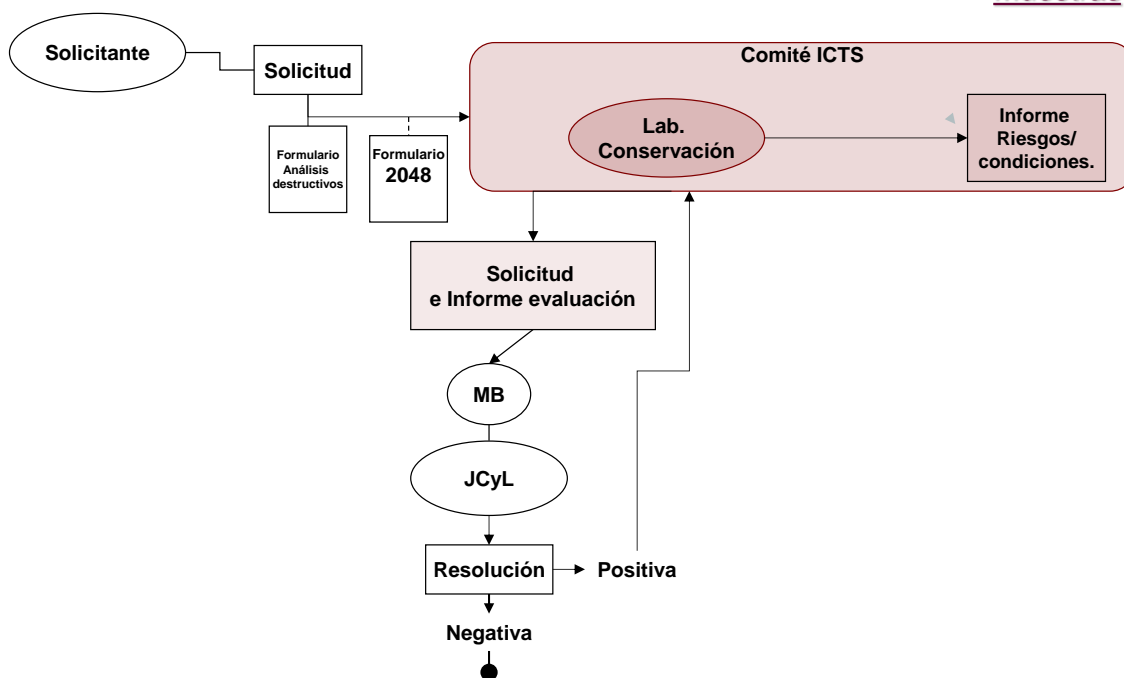 Solicitante
Solicitud
Formulario
Análisis
destructivos
Formulario
2048
Comité ICTS
Lab.
Conservación
Informe
Riesgos/
condiciones.
Solicitud
e Informe evaluación
MB
JCyL
Resolución
Positiva
Negativa